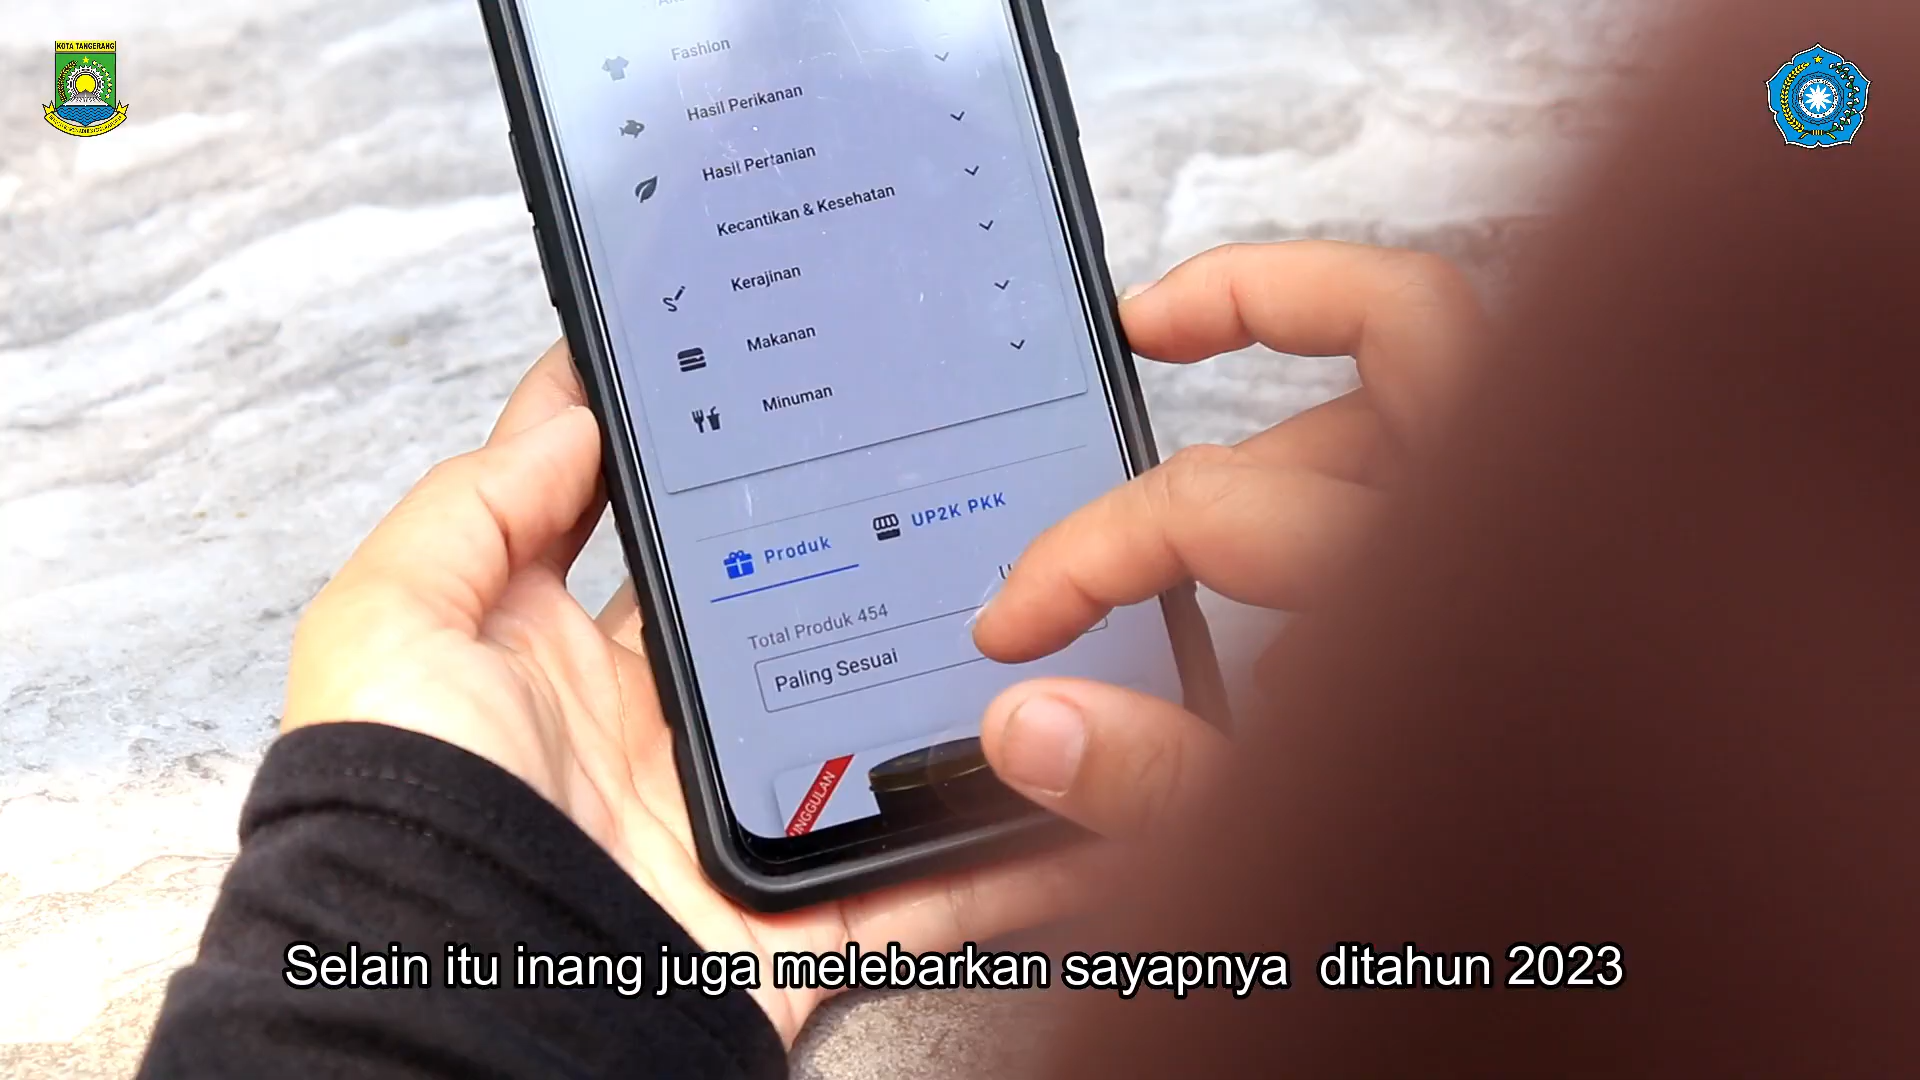 KOTA TANGERANG
Fashion
Hasil Perikanan
Hasil Pertanian
Kecantikan & Kesehatan
Kerajinan
Makanan
Minuman
Produk
UP2K PKK
Total Produk 454
Paling Sesuai
UNGGULAN
Selain itu inang juga melebarkan sayapnya ditahun 2023